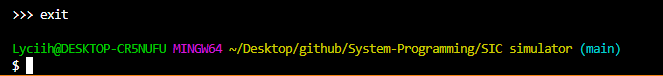 >>> exit
Lyciih@DESKTOP-CR5NUFU MINGW64 ~/Desktop/github/System-Programming/SIC simulator (main)
$